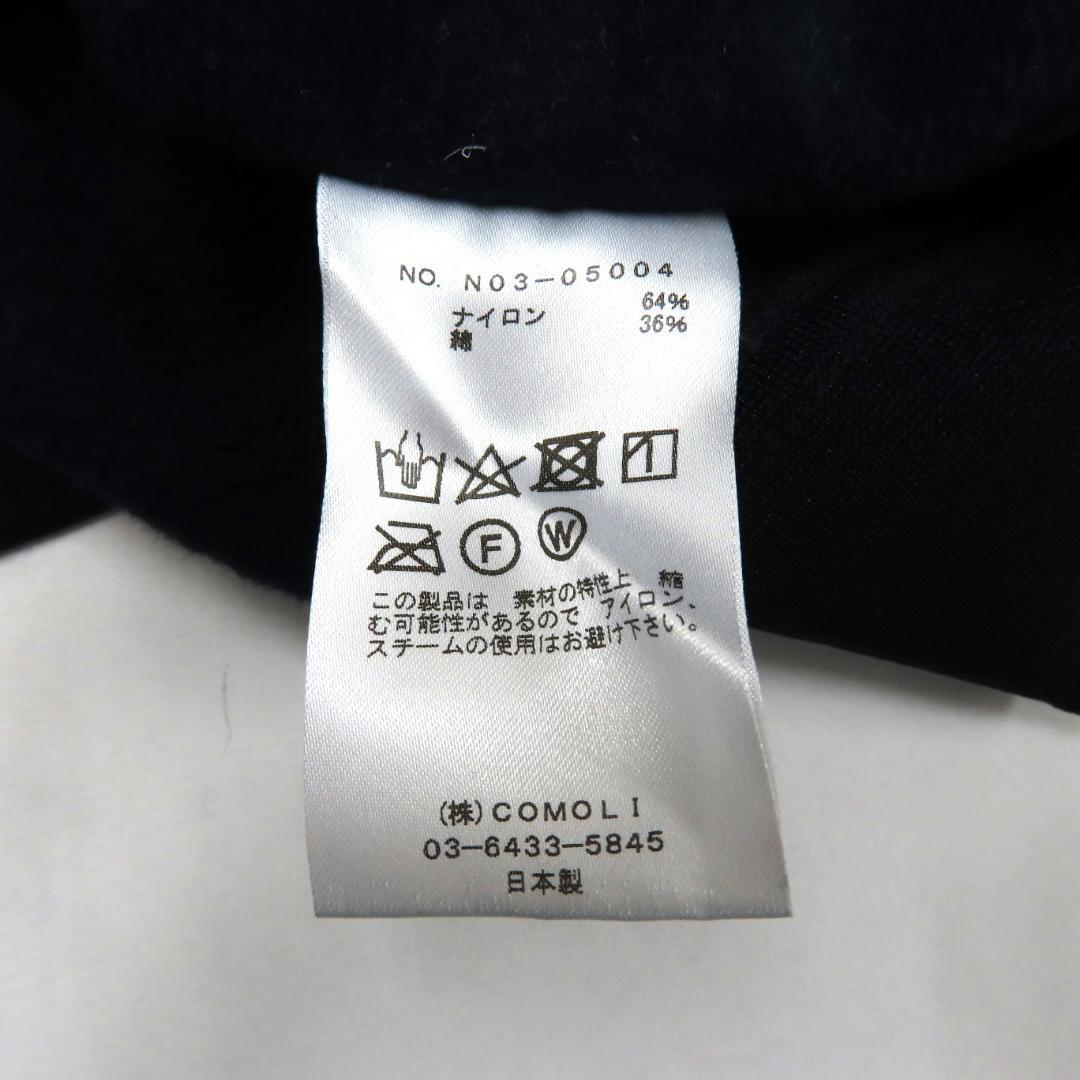 NO. N03-05004
ナイロン 64%
綿 36%
F W
この製品は 素材の特性上 縮
む可能性があるので アイロン、
スチームの使用はお避け下さい。
(株)COMOLI
03-6433-5845
日本製